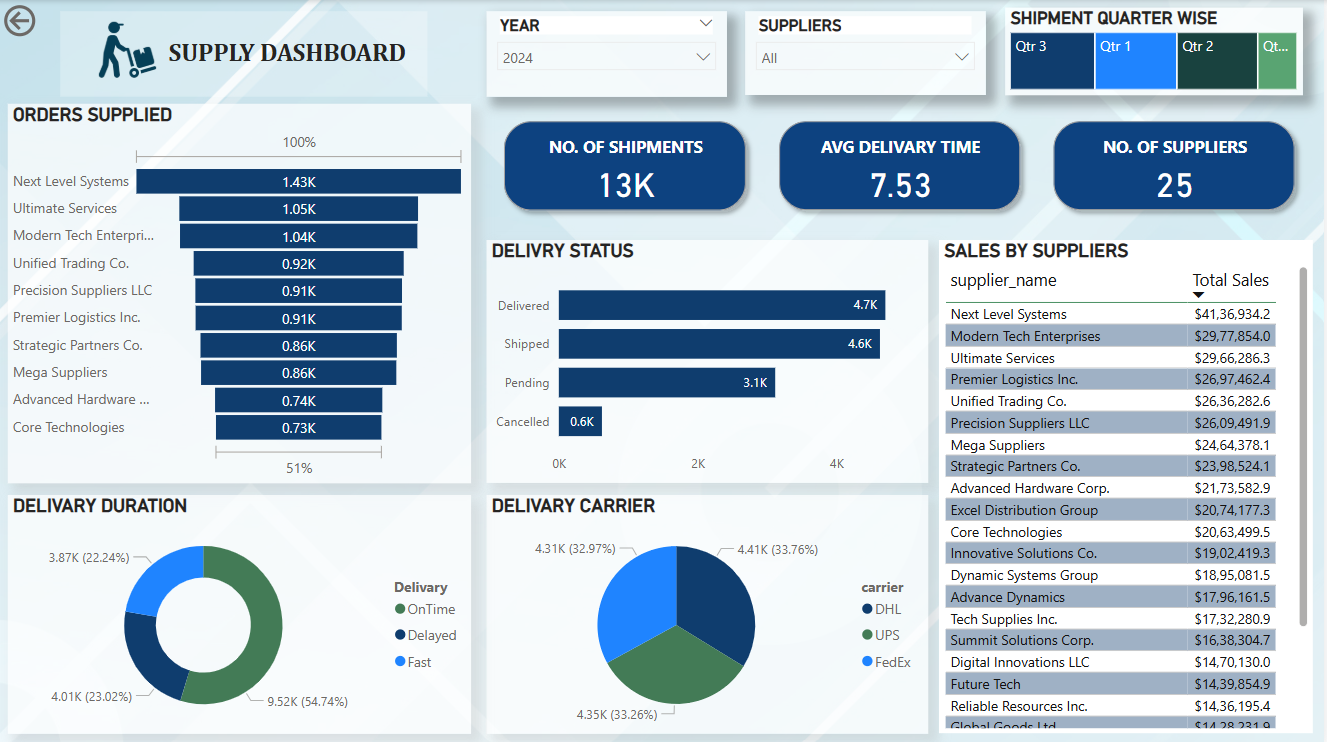 SUPPLY DASHBOARD
YEAR
2024
SUPPLIERS
All
SHIPMENT QUARTER WISE
Qtr 3
Qtr 1
Qtr 2
Qt...
NO. OF SHIPMENTS
13K
AVG DELIVARY TIME
7.53
NO. OF SUPPLIERS
25
ORDERS SUPPLIED
100%
Next Level Systems 1.43K
Ultimate Services 1.05K
Modern Tech Enterpri... 1.04K
Unified Trading Co. 0.92K
Precision Suppliers LLC 0.91K
Premier Logistics Inc. 0.91K
Strategic Partners Co. 0.86K
Mega Suppliers 0.86K
Advanced Hardware ... 0.74K
Core Technologies 0.73K
51%
DELIVRY STATUS
Delivered 4.7K
Shipped 4.6K
Pending 3.1K
Cancelled 0.6K
0K 2K 4K
SALES BY SUPPLIERS
supplier_name Total Sales
Next Level Systems $41,36,934.2
Modern Tech Enterprises $29,77,854.0
Ultimate Services $29,66,286.3
Premier Logistics Inc. $26,97,462.4
Unified Trading Co. $26,36,282.6
Precision Suppliers LLC $26,09,491.9
Mega Suppliers $24,64,378.1
Strategic Partners Co. $23,98,524.1
Advanced Hardware Corp. $21,73,582.9
Excel Distribution Group $20,74,177.3
Core Technologies $20,63,499.5
Innovative Solutions Co. $19,02,419.3
Dynamic Systems Group $18,95,081.5
Advance Dynamics $17,96,161.5
Tech Supplies Inc. $17,32,280.9
Summit Solutions Corp. $16,38,304.7
Digital Innovations LLC $14,70,130.0
Future Tech $14,39,854.9
Reliable Resources Inc. $14,36,195.4
Global Goods Ltd. $14,28,231.9
DELIVARY DURATION
3.87K (22.24%)
4.01K (23.02%)
9.52K (54.74%)
Delivary
OnTime
Delayed
Fast
DELIVARY CARRIER
4.31K (32.97%)
4.41K (33.76%)
4.35K (33.26%)
carrier
DHL
UPS
FedEx